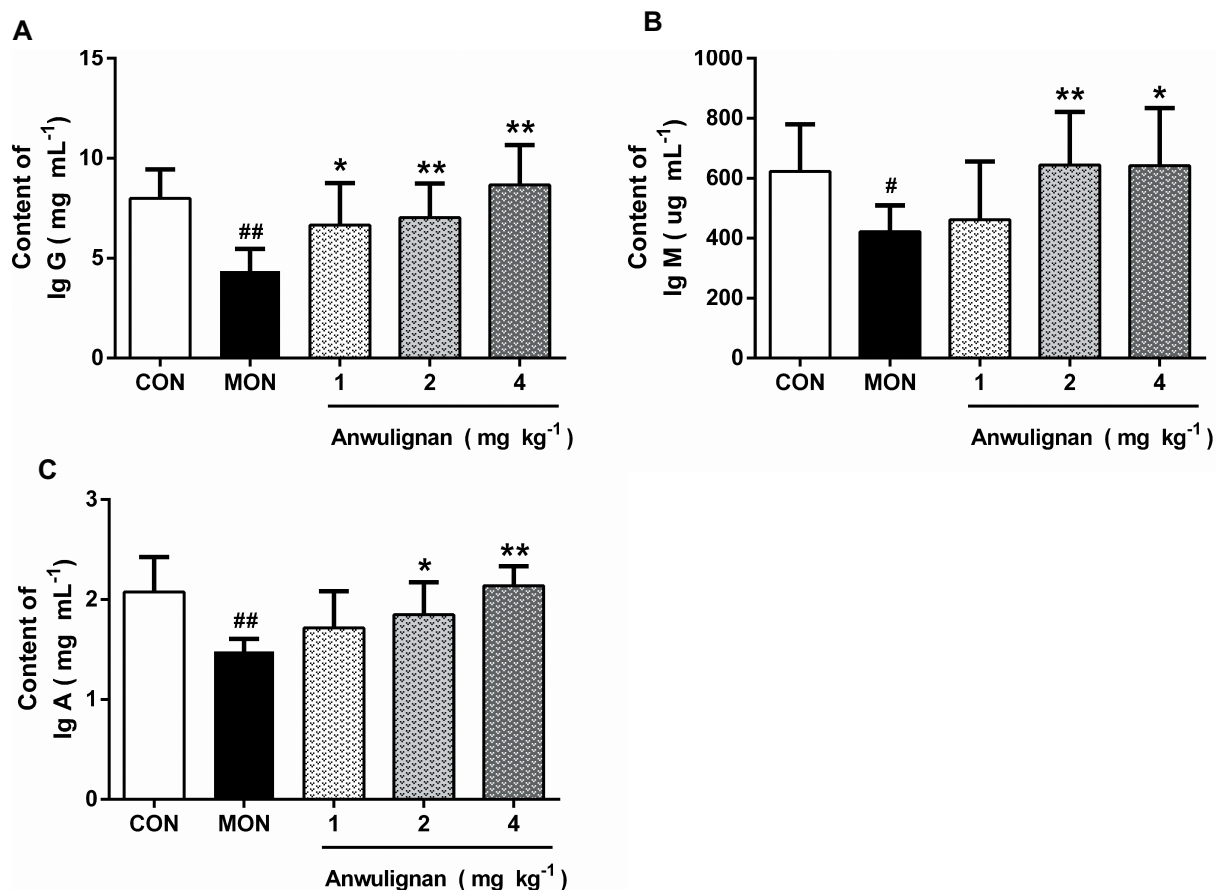 A
Content of
Ig G ( mg mL-1)
15
10
5
0
*
**
**
##
CON MON 1 2 4
Anwulignan ( mg kg-1 )
B
Content of
Ig M ( ug mL-1)
1000
800
600
400
200
0
#
**
*
CON MON 1 2 4
Anwulignan ( mg kg-1 )
C
Content of
Ig A ( mg mL-1)
3
2
1
0
##
*
**
CON MON 1 2 4
Anwulignan ( mg kg-1 )